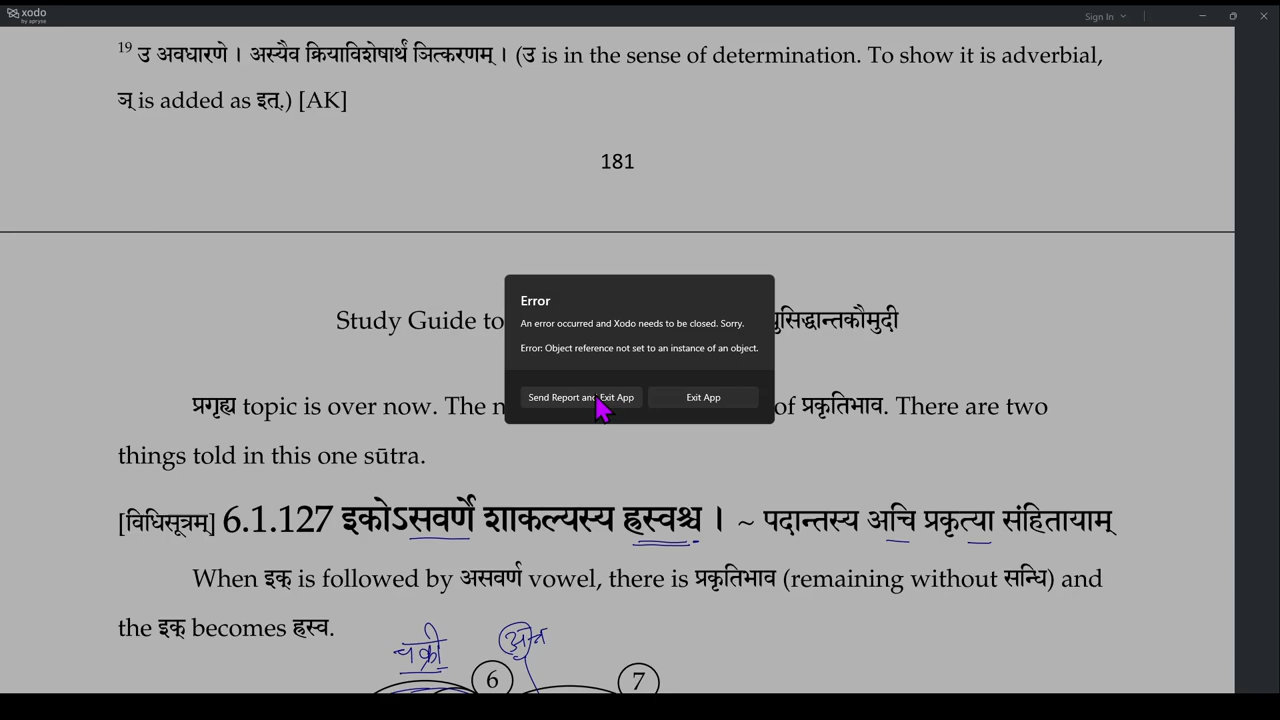 xodo
by apryse
Sign In
19 उ अवधारणे । अस्यैव क्रियाविशेषार्थं ञित्करणम् । (उ is in the sense of determination. To show it is adverbial,
ञ् is added as इत्.) [AK]
181
Study Guide to
सिद्धान्तकौमुदी
Error
An error occurred and Xodo needs to be closed. Sorry.
Error: Object reference not set to an instance of an object.
Send Report and Exit App
Exit App
प्रगृह्य topic is over now. The of प्रकृतिभाव. There are two
things told in this one sūtra.
[विधिसूत्रम्] 6.1.127 इकोऽसवर्णे शाकल्यस्य ह्रस्वश्च । ~ पदान्तस्य अचि प्रकृत्या संहितायाम्
When इक् is followed by असवर्ण vowel, there is प्रकृतिभाव (remaining without सन्धि) and
the इक् becomes ह्रस्व.
चक्री
6
7